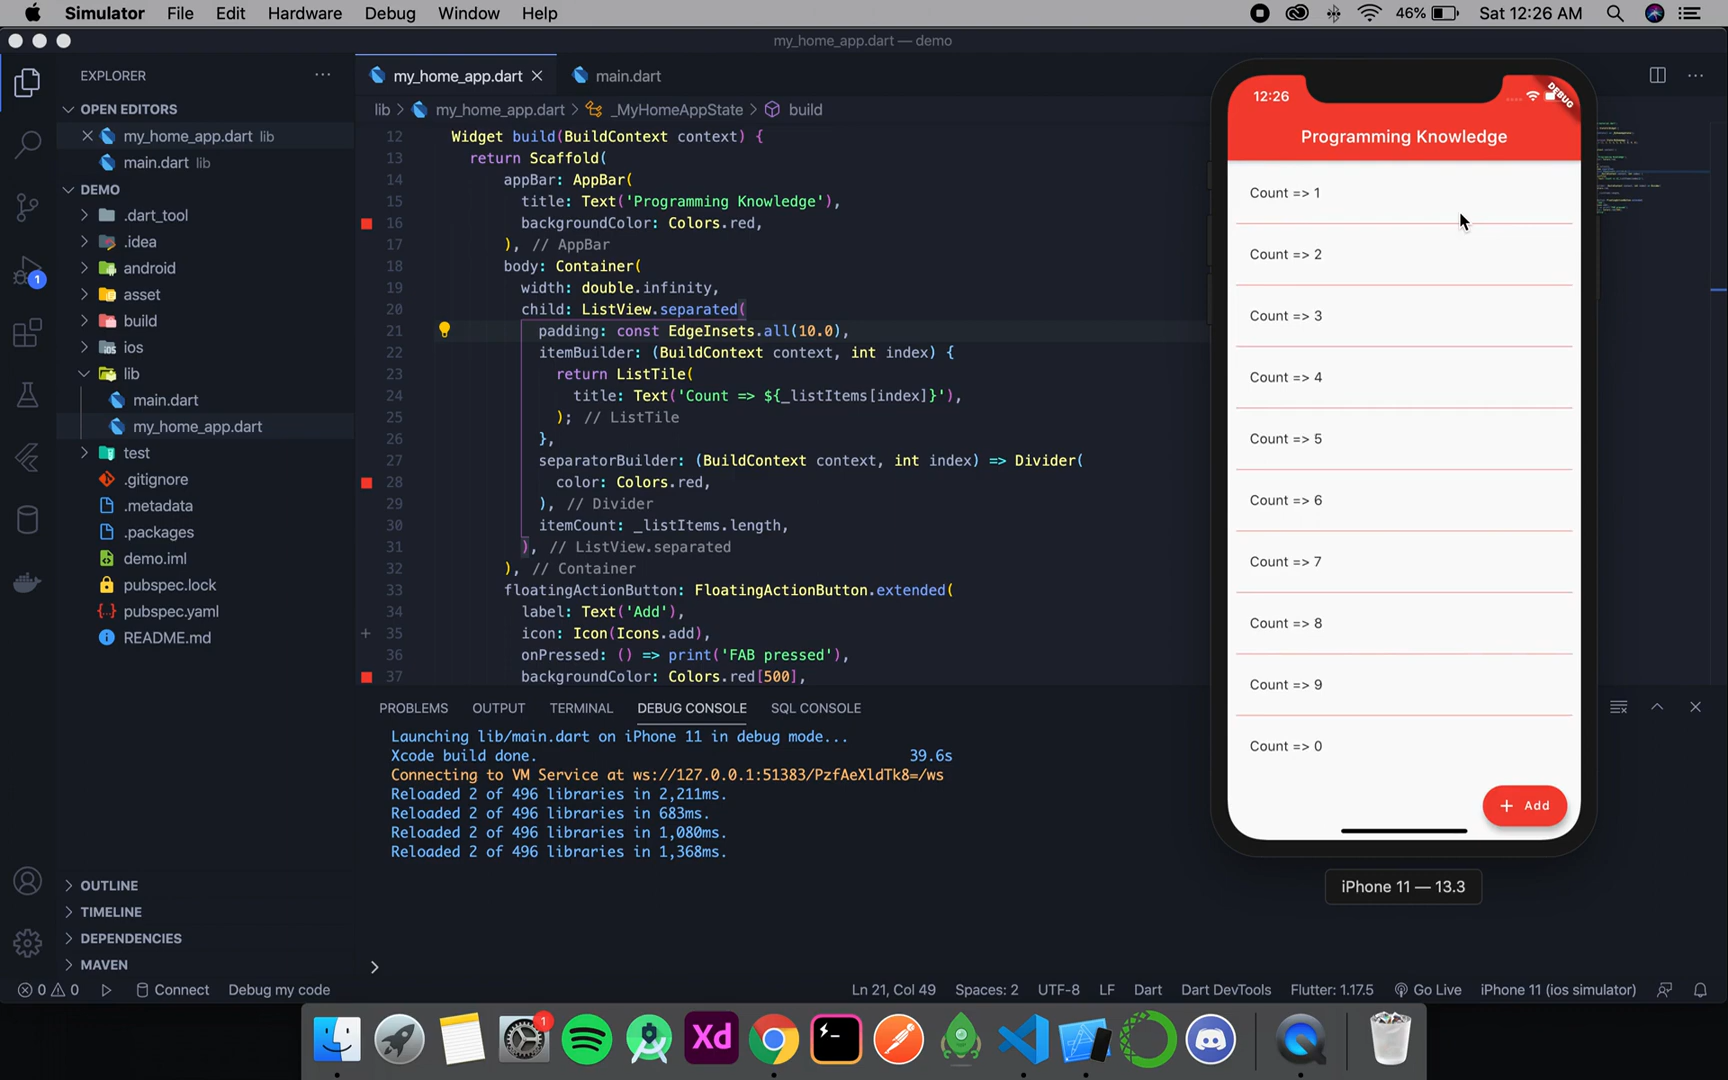 Simulator File Edit Hardware Debug Window Help
46% Sat 12:26 AM
my_home_app.dart — demo
EXPLORER
OPEN EDITORS
my_home_app.dart lib
main.dart lib
DEMO
.dart_tool
.idea
android
asset
build
ios
lib
main.dart
my_home_app.dart
test
.gitignore
.metadata
.packages
demo.iml
pubspec.lock
pubspec.yaml
README.md
OUTLINE
TIMELINE
DEPENDENCIES
MAVEN
1
my_home_app.dart main.dart
lib > my_home_app.dart > _MyHomeAppState > build
12 Widget build(BuildContext context) {
13 return Scaffold(
14 appBar: AppBar(
15 title: Text('Programming Knowledge'),
16 backgroundColor: Colors.red,
17 ), // AppBar
18 body: Container(
19 width: double.infinity,
20 child: ListView.separated(
21 padding: const EdgeInsets.all(10.0),
22 itemBuilder: (BuildContext context, int index) {
23 return ListTile(
24 title: Text('Count => ${_listItems[index]}'),
25 ); // ListTile
26 },
27 separatorBuilder: (BuildContext context, int index) => Divider(
28 color: Colors.red,
29 ), // Divider
30 itemCount: _listItems.length,
31 ), // ListView.separated
32 ), // Container
33 floatingActionButton: FloatingActionButton.extended(
34 label: Text('Add'),
35 icon: Icon(Icons.add),
36 onPressed: () => print('FAB pressed'),
37 backgroundColor: Colors.red[500],
PROBLEMS OUTPUT TERMINAL DEBUG CONSOLE SQL CONSOLE
Launching lib/main.dart on iPhone 11 in debug mode...
Xcode build done. 39.6s
Connecting to VM Service at ws://127.0.0.1:51383/PzfAeXldTk8=/ws
Reloaded 2 of 496 libraries in 2,211ms.
Reloaded 2 of 496 libraries in 683ms.
Reloaded 2 of 496 libraries in 1,080ms.
Reloaded 2 of 496 libraries in 1,368ms.
12:26
DEBUG
Programming Knowledge
Count => 1
Count => 2
Count => 3
Count => 4
Count => 5
Count => 6
Count => 7
Count => 8
Count => 9
Count => 0
+ Add
iPhone 11 — 13.3
0 0 Connect Debug my code Ln 21, Col 49 Spaces: 2 UTF-8 LF Dart Dart DevTools Flutter: 1.17.5 Go Live iPhone 11 (ios simulator)
1
Xd